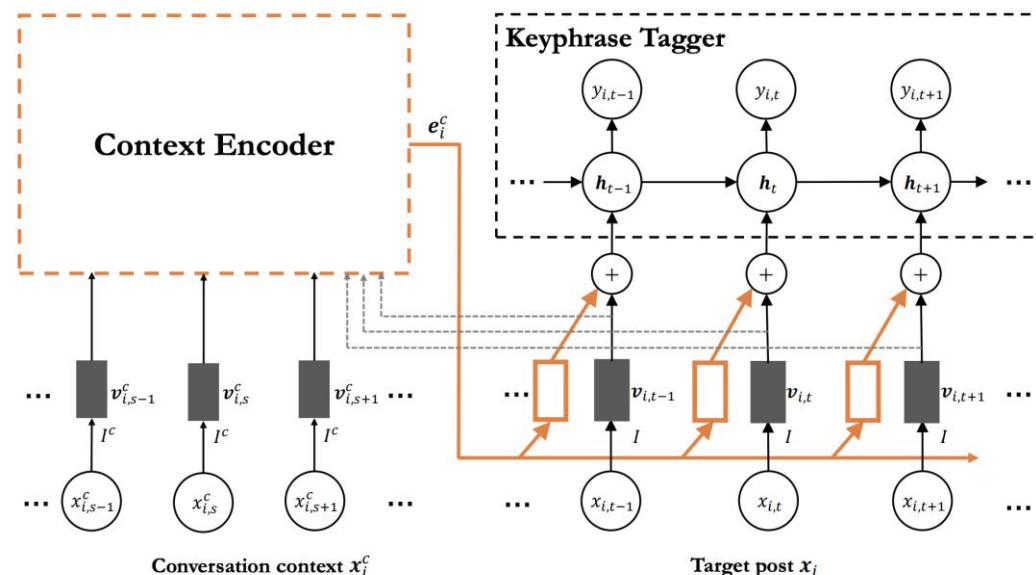 Keyphrase Tagger
y_{i,t−1} y_{i,t} y_{i,t+1}
Context Encoder
e_i^c
... h_{t−1} h_t h_{t+1} ...
+ + +
... v_{i,s−1}^c v_{i,s}^c v_{i,s+1}^c ... ... v_{i,t−1} v_{i,t} v_{i,t+1} ...
I^c I^c I^c I I I
... x_{i,s−1}^c x_{i,s}^c x_{i,s+1}^c ... ... x_{i,t−1} x_{i,t} x_{i,t+1} ...
Conversation context x_i^c Target post x_i